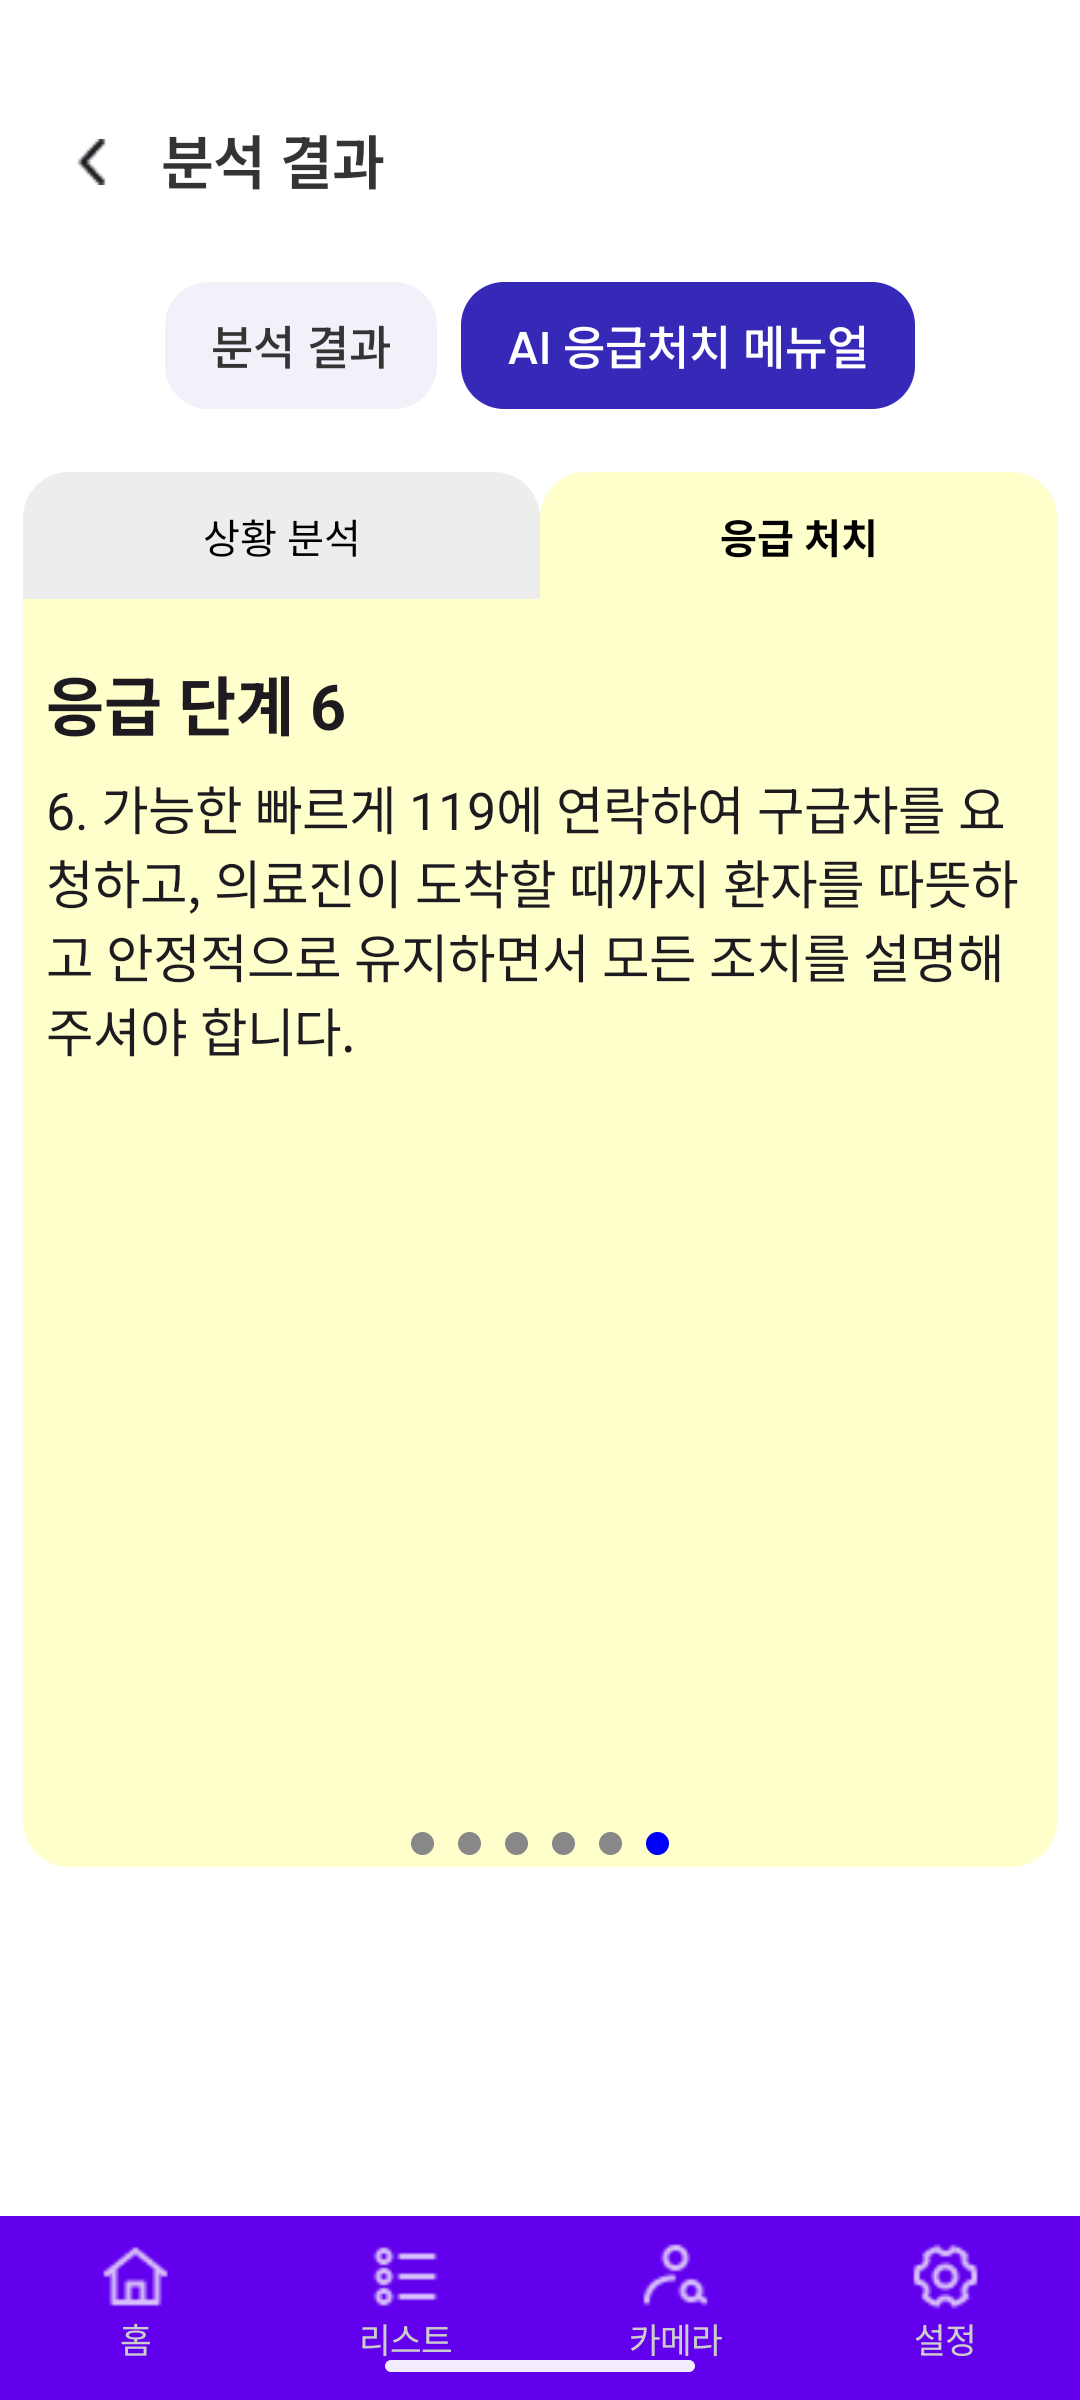 분석 결과
분석 결과
AI 응급처치 메뉴얼
상황 분석
응급 처치
응급 단계 6
6. 가능한 빠르게 119에 연락하여 구급차를 요
청하고, 의료진이 도착할 때까지 환자를 따뜻하
고 안정적으로 유지하면서 모든 조치를 설명해
주셔야 합니다.
홈
리스트
카메라
설정